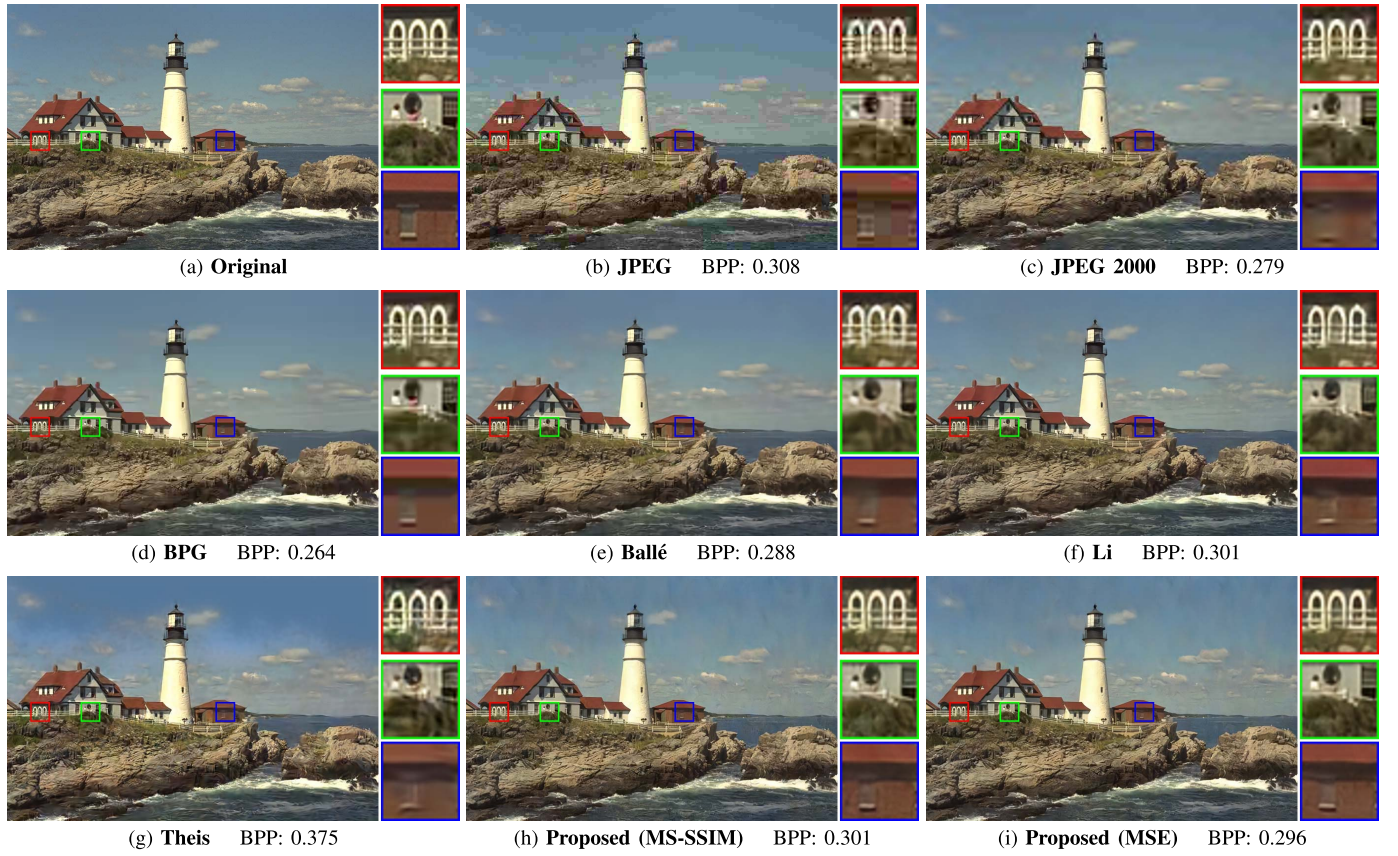 (a) Original
(b) JPEG BPP: 0.308
(c) JPEG 2000 BPP: 0.279
(d) BPG BPP: 0.264
(e) Ballé BPP: 0.288
(f) Li BPP: 0.301
(g) Theis BPP: 0.375
(h) Proposed (MS-SSIM) BPP: 0.301
(i) Proposed (MSE) BPP: 0.296